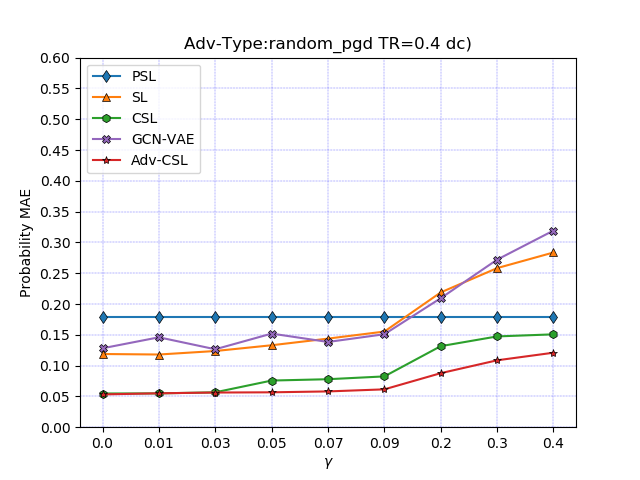 Adv-Type:random_pgd TR=0.4 dc)
0.60
0.55
0.50
0.45
0.40
0.35
0.30
0.25
0.20
0.15
0.10
0.05
0.00
Probability MAE
PSL
SL
CSL
GCN-VAE
Adv-CSL
0.0 0.01 0.03 0.05 0.07 0.09 0.2 0.3 0.4
γ